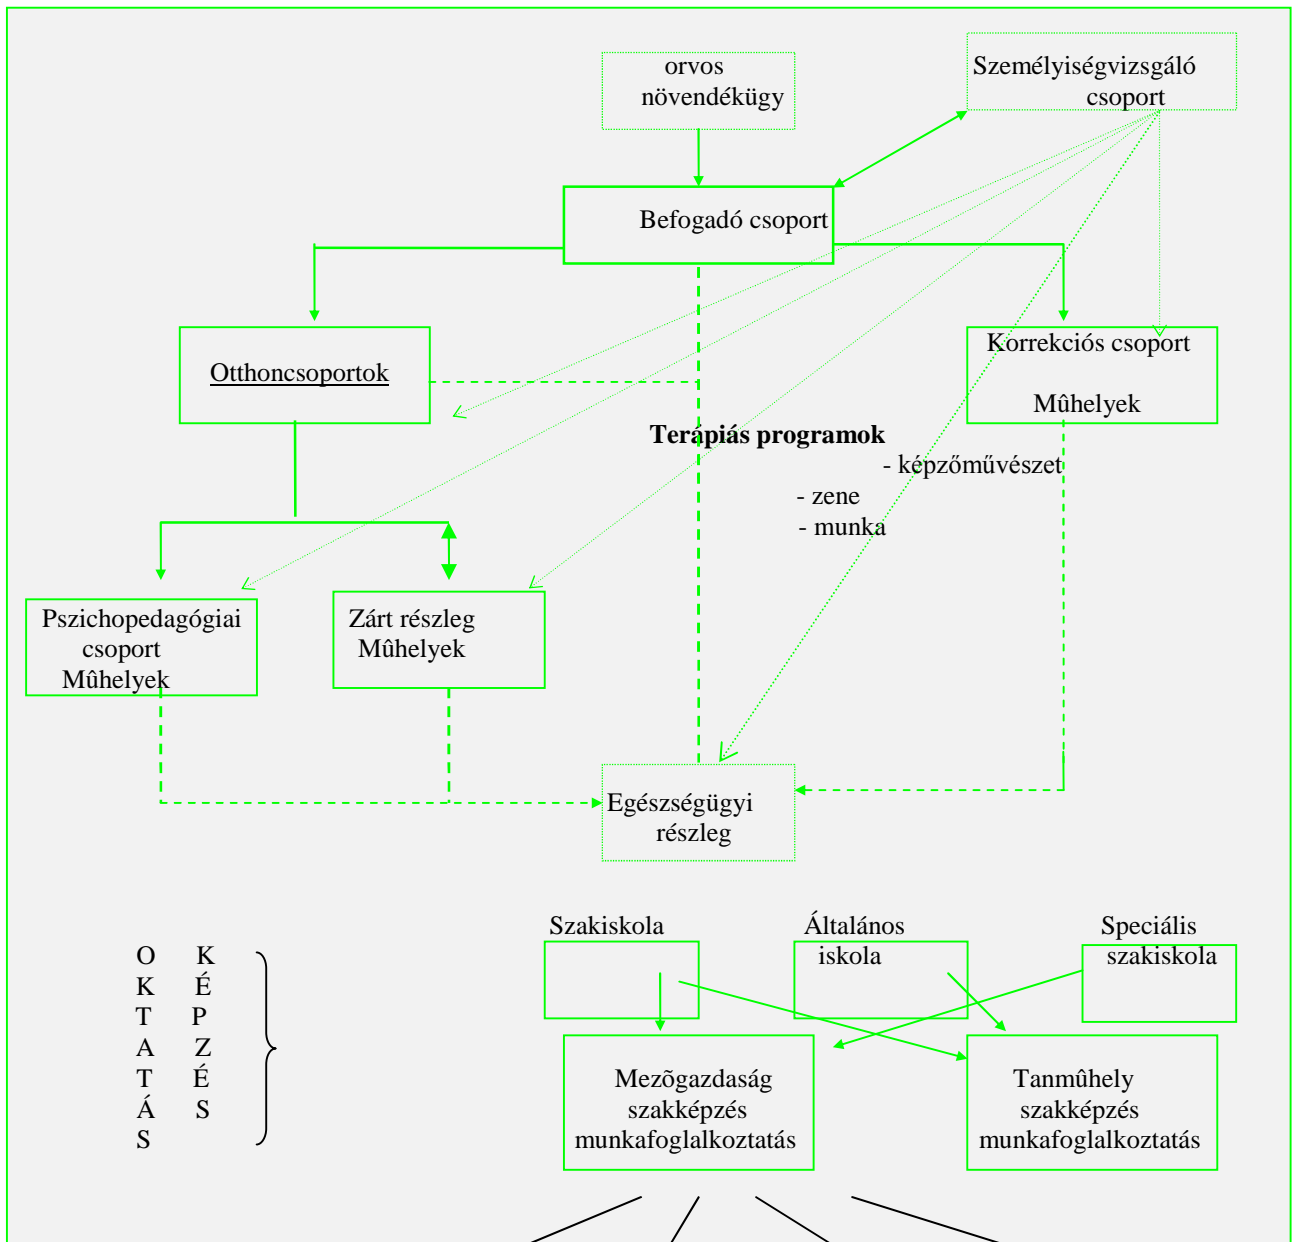 orvos
növendékügy
Személyiségvizsgáló
csoport
Befogadó csoport
Otthoncsoportok
Korrekciós csoport
Mûhelyek
Terápiás programok
- képzőművészet
- zene
- munka
Pszichopedagógiai
csoport
Mûhelyek
Zárt részleg
Mûhelyek
Egészségügyi
részleg
Szakiskola
Általános
iskola
Speciális
szakiskola
O K
K É
T P
A Z
T É
Á S
S
Mezõgazdaság
szakképzés
munkafoglalkoztatás
Tanmûhely
szakképzés
munkafoglalkoztatás